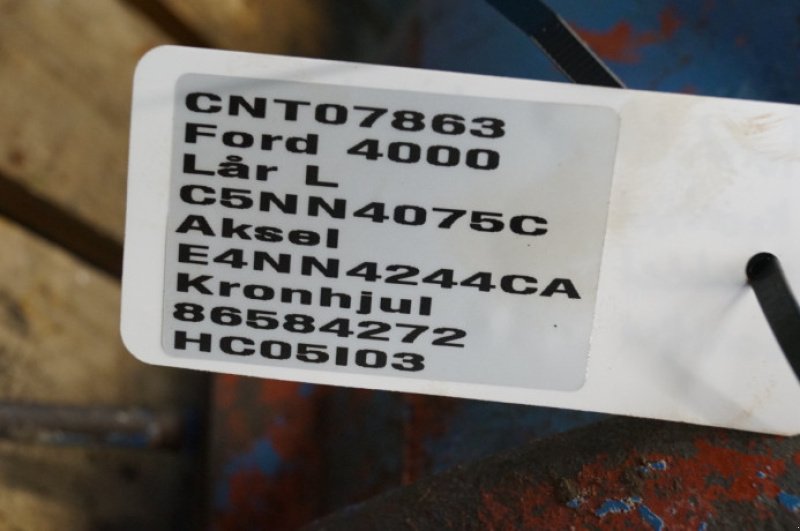 CNT07863
Ford 4000
Lår L
C5NN4075C
Aksel
E4NN4244CA
Kronhjul
86584272
HC05I03